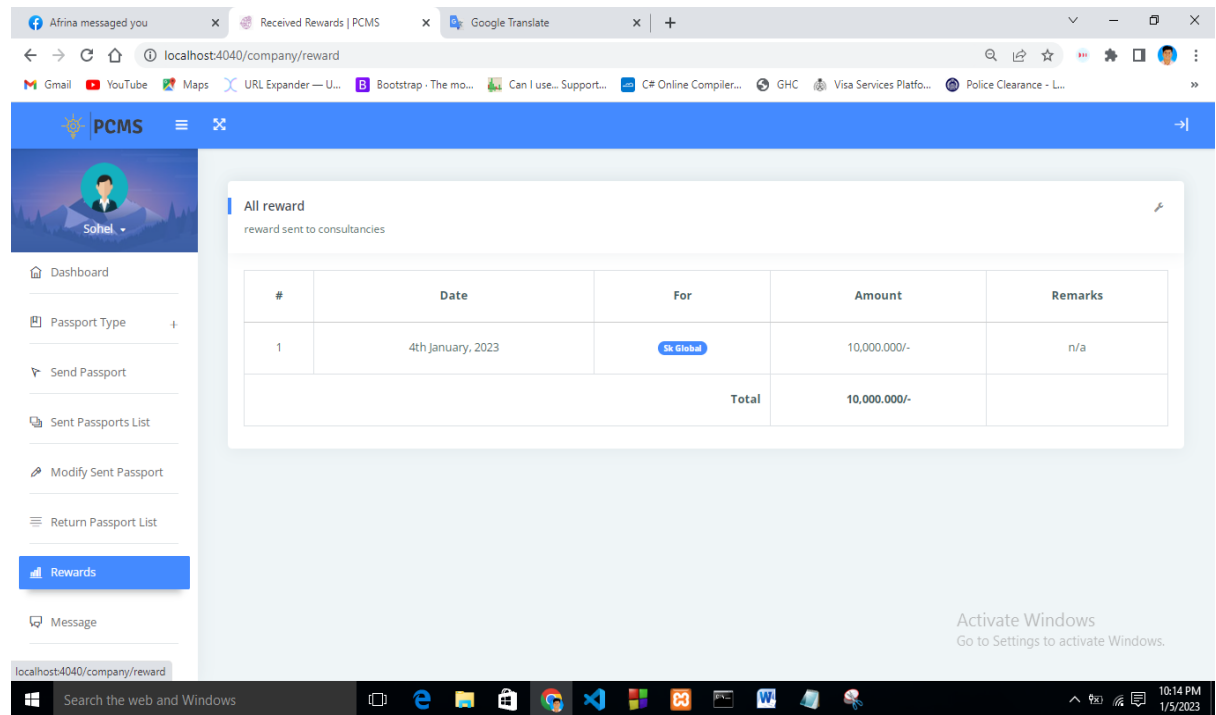 Afrina messaged you
Received Rewards | PCMS
Google Translate
localhost:4040/company/reward
Gmail YouTube Maps URL Expander — U... Bootstrap · The mo... Can I use... Support... C# Online Compiler... GHC Visa Services Platfo... Police Clearance - L... »
PCMS
Sohel
Dashboard
Passport Type +
Send Passport
Sent Passports List
Modify Sent Passport
Return Passport List
Rewards
Message
All reward
reward sent to consultancies
# Date For Amount Remarks
1 4th January, 2023 Sk Global 10,000.000/- n/a
Total 10,000.000/-
Activate Windows
Go to Settings to activate Windows.
localhost:4040/company/reward
Search the web and Windows
10:14 PM
1/5/2023